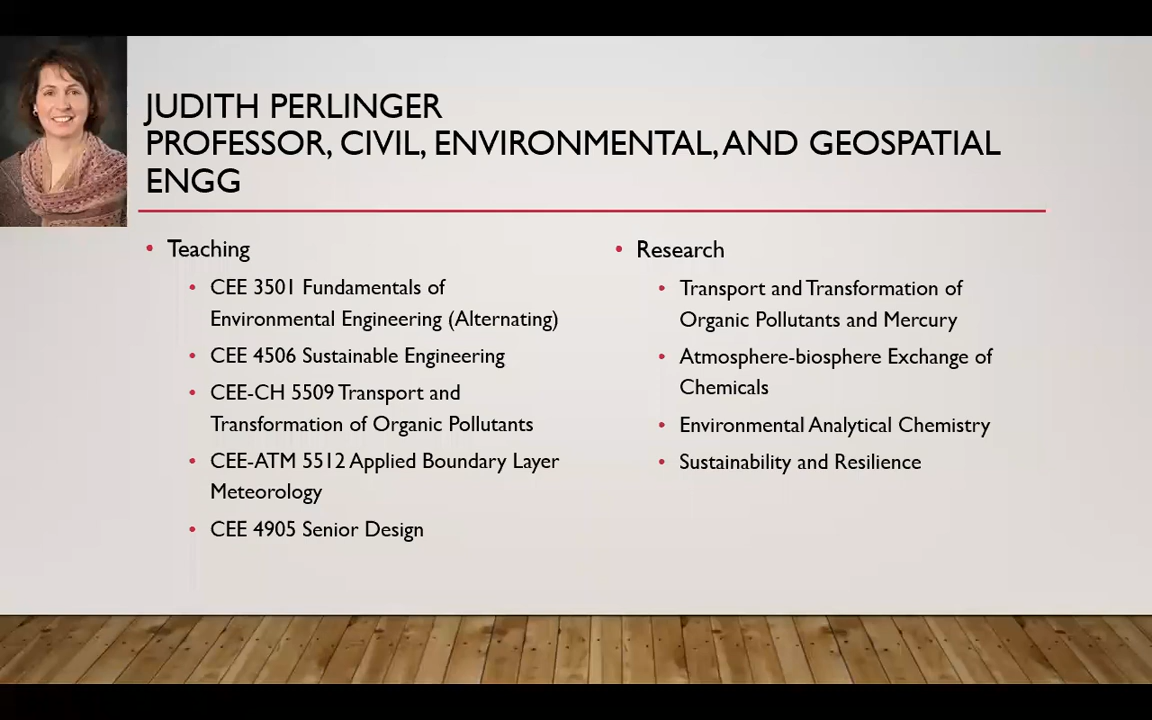 JUDITH PERLINGER
PROFESSOR, CIVIL, ENVIRONMENTAL, AND GEOSPATIAL
ENGG
• Teaching
• CEE 3501 Fundamentals of
Environmental Engineering (Alternating)
• CEE 4506 Sustainable Engineering
• CEE-CH 5509 Transport and
Transformation of Organic Pollutants
• CEE-ATM 5512 Applied Boundary Layer
Meteorology
• CEE 4905 Senior Design
• Research
• Transport and Transformation of
Organic Pollutants and Mercury
• Atmosphere-biosphere Exchange of
Chemicals
• Environmental Analytical Chemistry
• Sustainability and Resilience